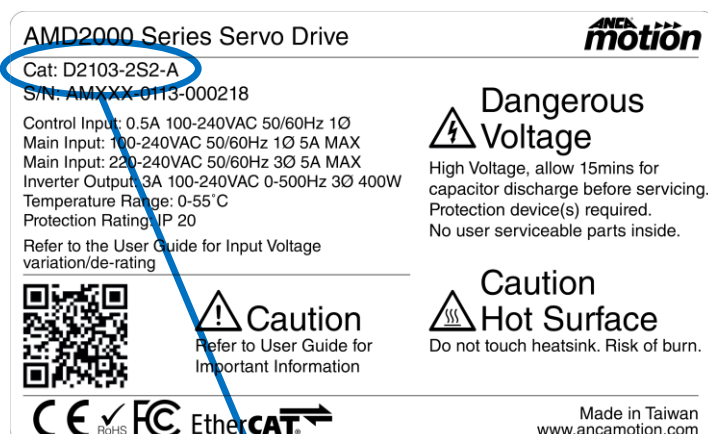 AMD2000 Series Servo Drive
ANCA motion
Cat: D2103-2S2-A
S/N: AMXXX-0113-000218
Control Input: 0.5A 100-240VAC 50/60Hz 1Ø
Main Input: 100-240VAC 50/60Hz 1Ø 5A MAX
Main Input: 220-240VAC 50/60Hz 3Ø 5A MAX
Inverter Output: 3A 100-240VAC 0-500Hz 3Ø 400W
Temperature Range: 0-55˚C
Protection Rating: IP 20
Refer to the User Guide for Input Voltage
variation/de-rating
Dangerous
Voltage
High Voltage, allow 15mins for
capacitor discharge before servicing.
Protection device(s) required.
No user serviceable parts inside.
Caution
Refer to User Guide for
Important Information
Caution
Hot Surface
Do not touch heatsink. Risk of burn.
CE RoHS FC EtherCAT®
Made in Taiwan
www.ancamotion.com